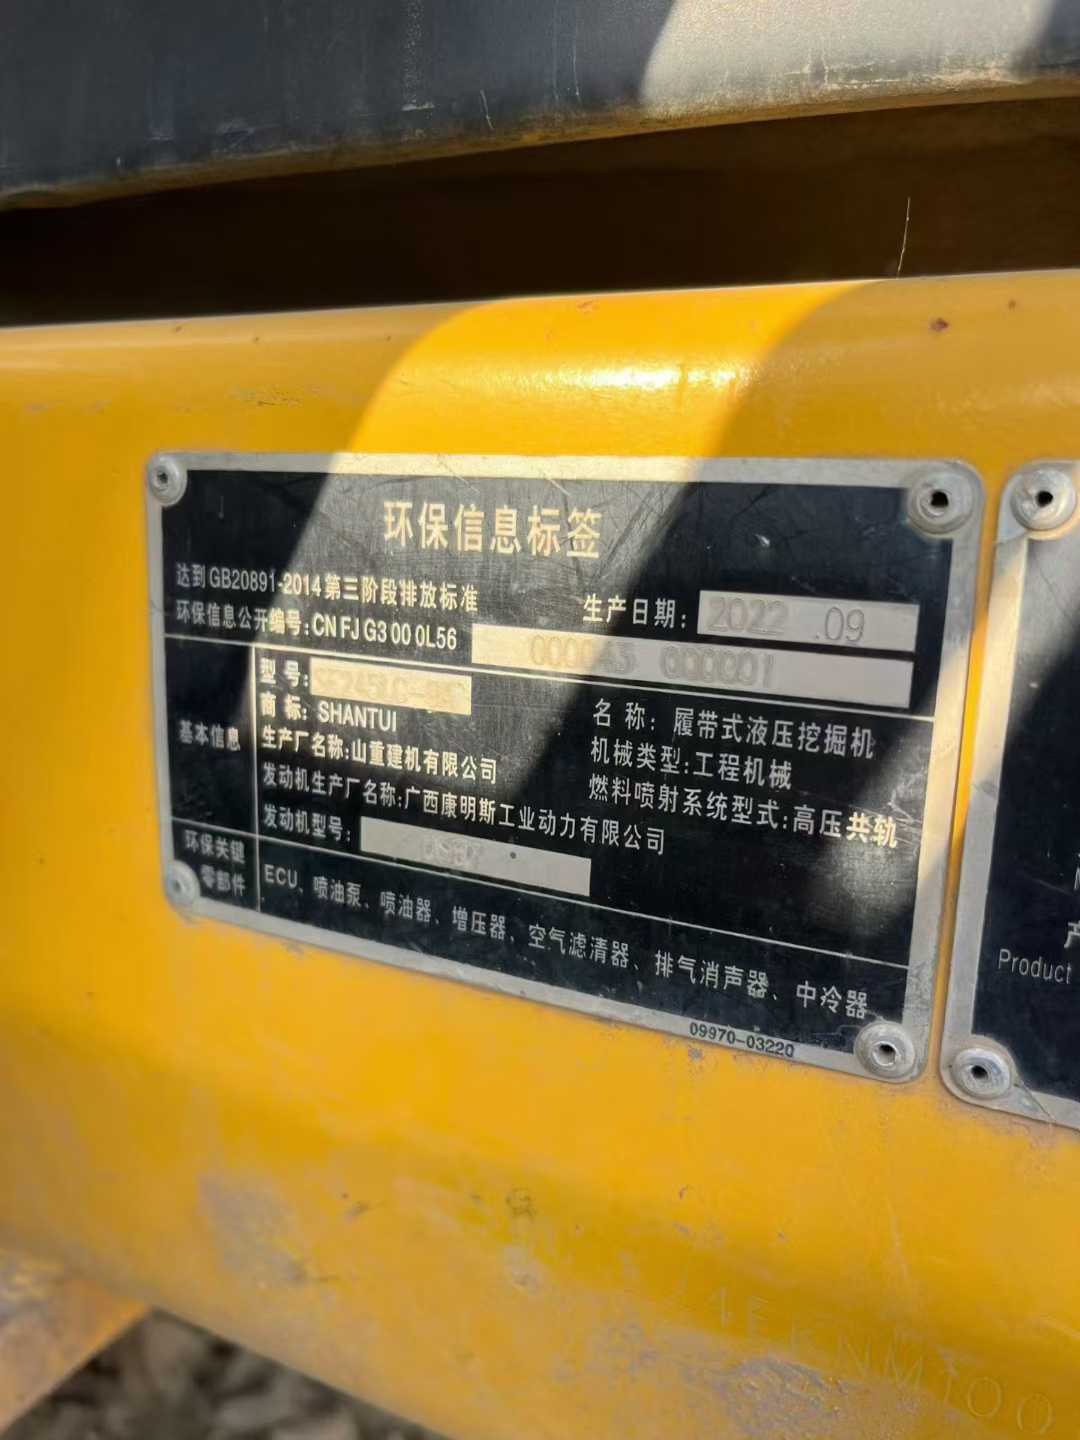 环保信息标签
达到GB20891-2014第三阶段排放标准
生产日期: 2022.09
环保信息公开编号:CN FJ G3 00 0L56 000043 000001
基本信息
型号:
商标: SHANTUI
生产厂名称:山重建机有限公司
发动机生产厂名称:广西康明斯工业动力有限公司
发动机型号:
名称: 履带式液压挖掘机
机械类型:工程机械
燃料喷射系统型式:高压共轨
环保关键零部件
ECU、喷油泵、喷油器、增压器、空气滤清器、排气消声器、中冷器
09970-03220
Product